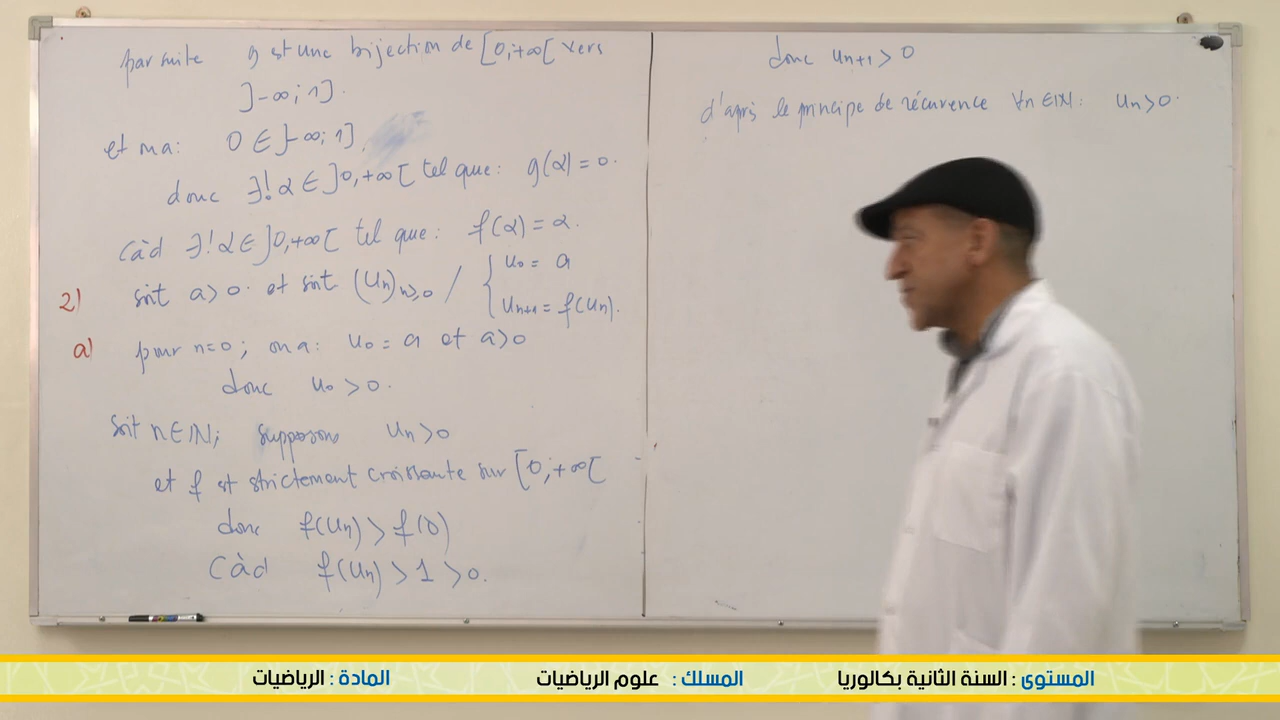 par suite g est une bijection de [0,+∞[ vers
]-∞; 1].
et ona: 0 ∈ ]-∞; 1].
donc ∃! α ∈ ]0,+∞[ tel que: g(α) = 0.
Càd ∃! α ∈ ]0,+∞[ tel que: f(α) = α.
2) soit a>0. et soit (Un)n≥0 / { u0 = a
Un+1 = f(Un).
a) pour n=0; ona: u0 = a et a>0
donc u0 > 0.
Soit n∈IN; supposons un>0
et f est strictement croissante sur [0;+∞[
donc f(un) > f(0)
Càd f(un) > 1 > 0.
donc un+1 > 0
d'après le principe de récurence ∀n∈IN: un>0.
المستوى : السنة الثانية بكالوريا
المسلك : علوم الرياضيات
المادة : الرياضيات